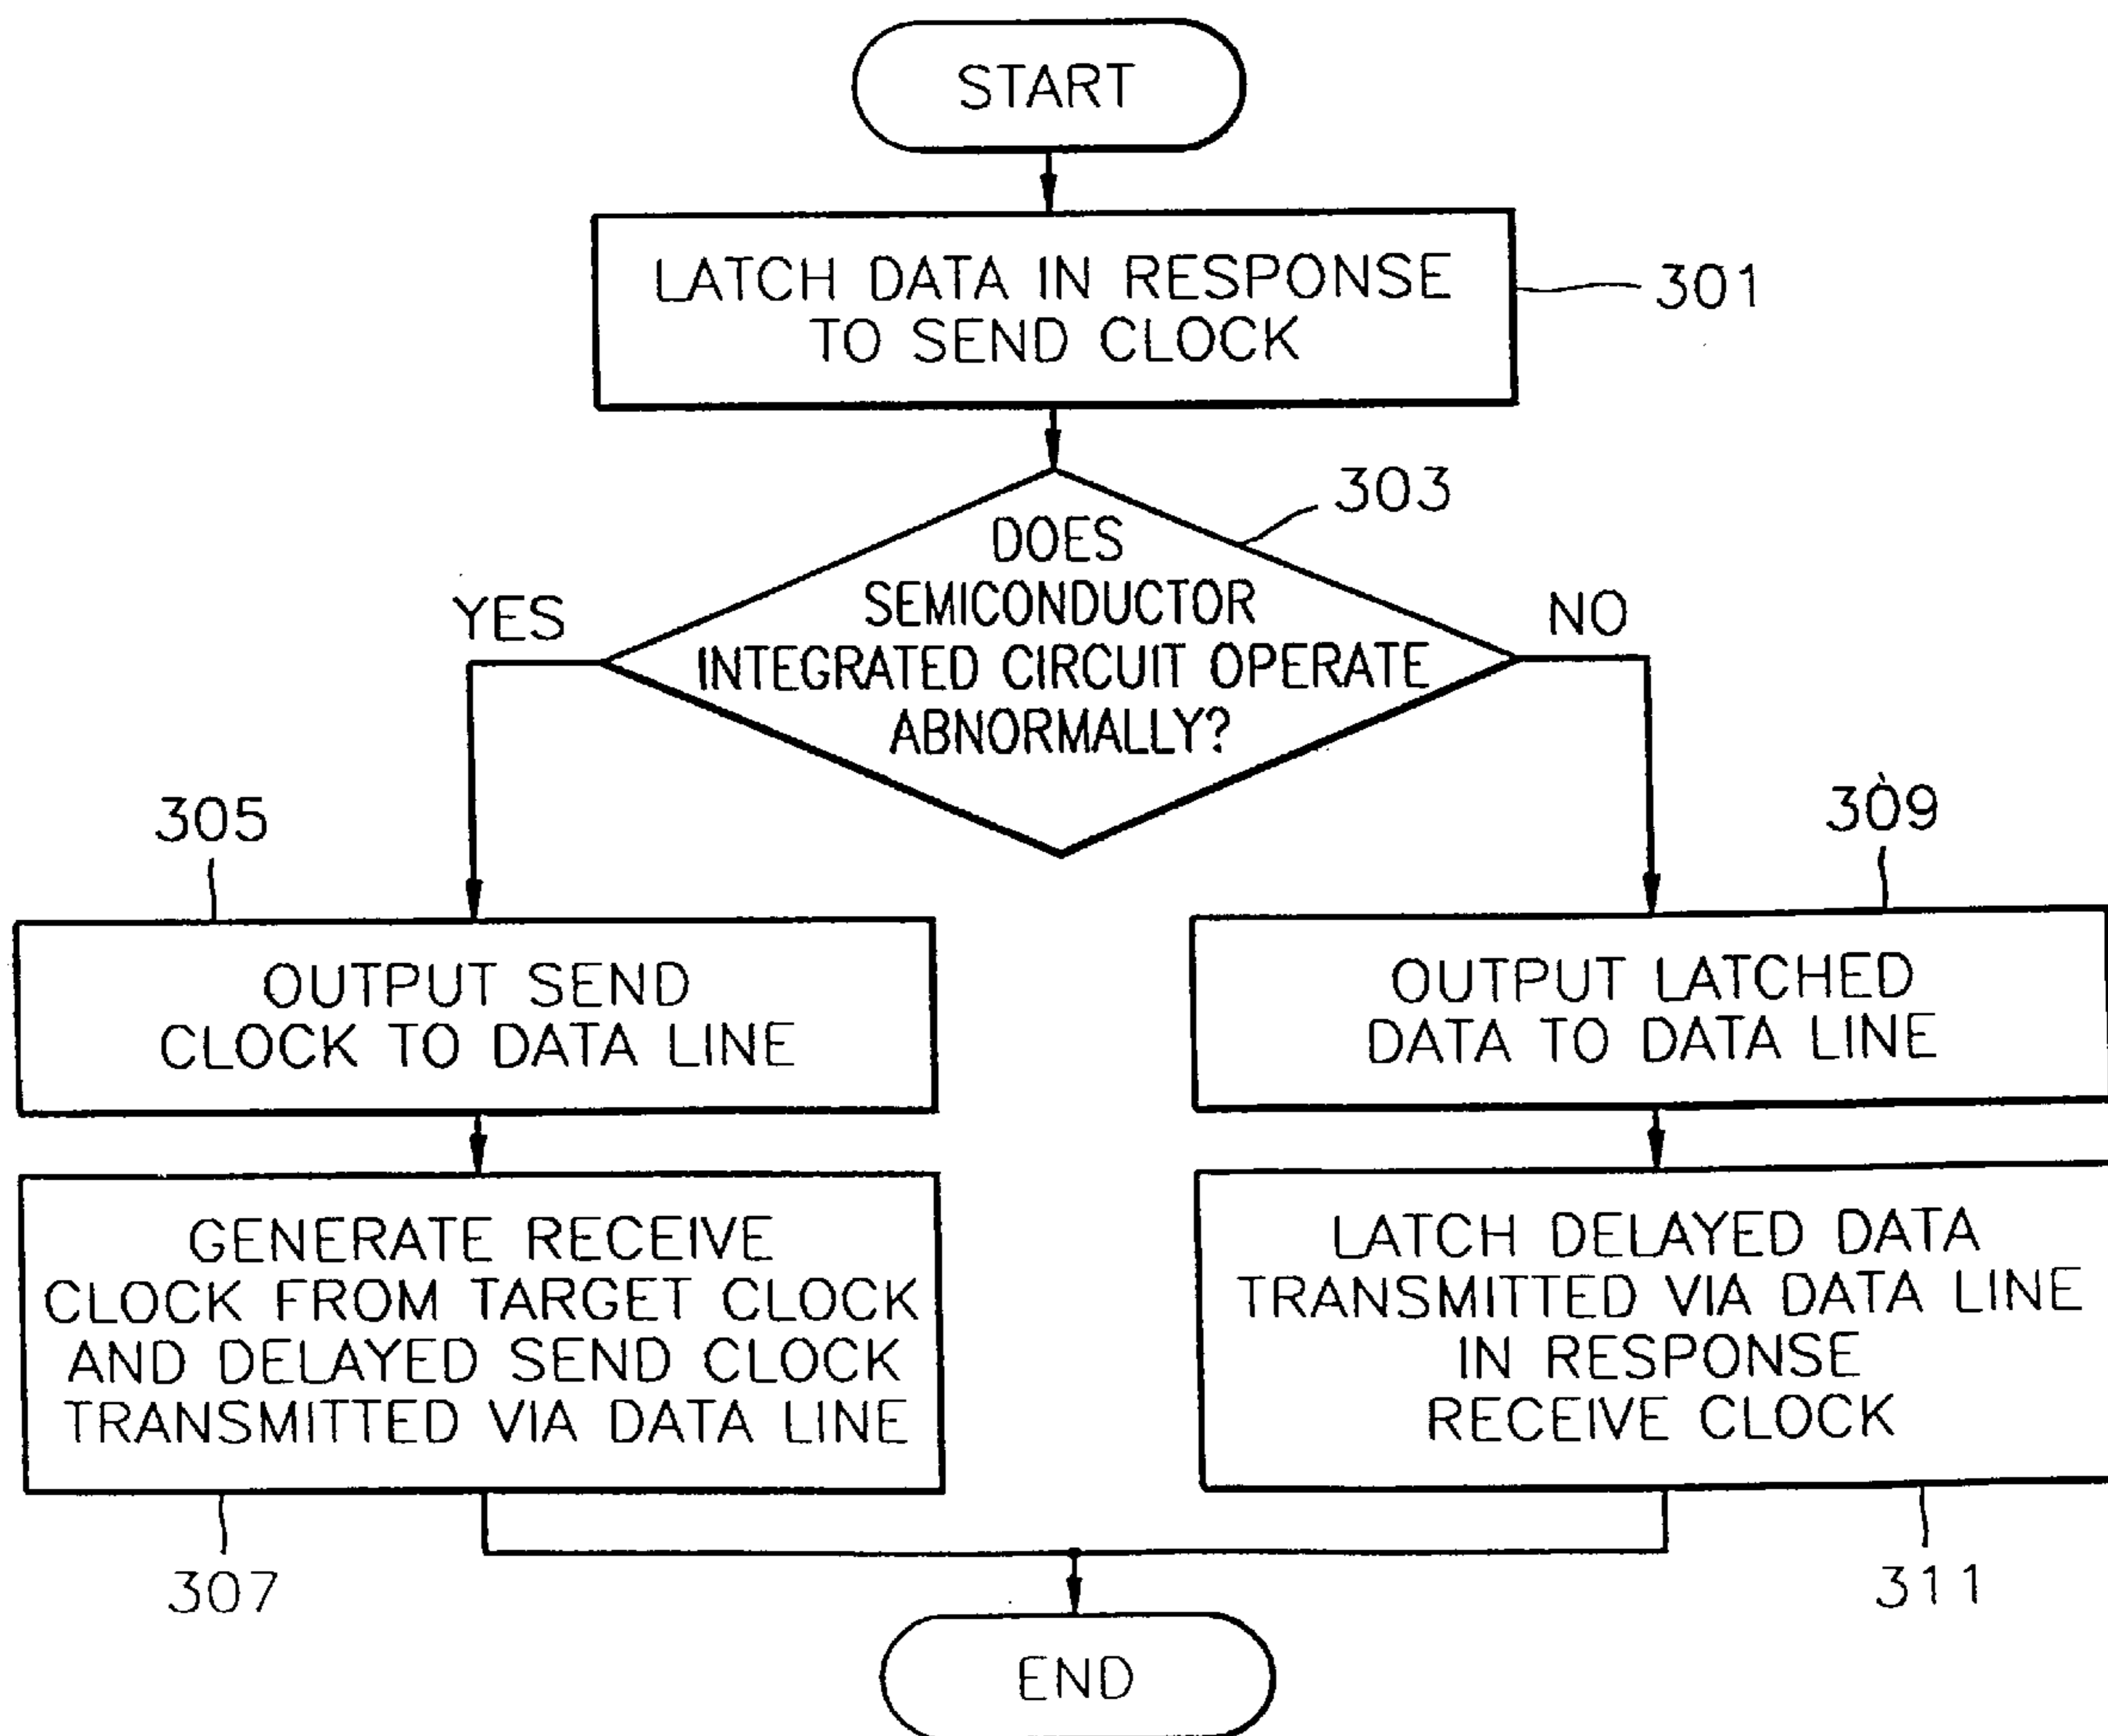 START
LATCH DATA IN RESPONSE
TO SEND CLOCK
301
303
DOES
SEMICONDUCTOR
INTEGRATED CIRCUIT OPERATE
ABNORMALLY?
YES
NO
305
OUTPUT SEND
CLOCK TO DATA LINE
309
OUTPUT LATCHED
DATA TO DATA LINE
GENERATE RECEIVE
CLOCK FROM TARGET CLOCK
AND DELAYED SEND CLOCK
TRANSMITTED VIA DATA LINE
307
LATCH DELAYED DATA
TRANSMITTED VIA DATA LINE
IN RESPONSE
RECEIVE CLOCK
311
END